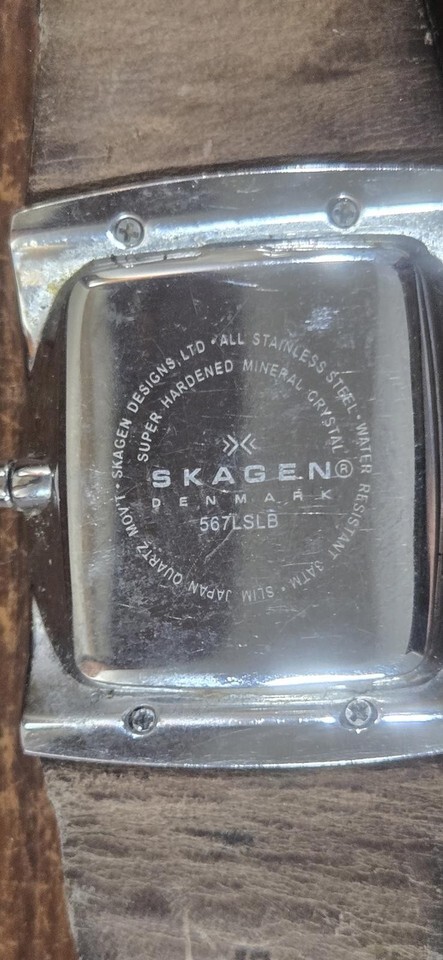 SKAGEN DESIGNS, LTD • ALL STAINLESS STEEL • WATER RESISTANT 3ATM • SLIM JAPAN QUARTZ MOV'T •
SUPER HARDENED MINERAL CRYSTAL
SKAGEN®
DENMARK
567LSLB